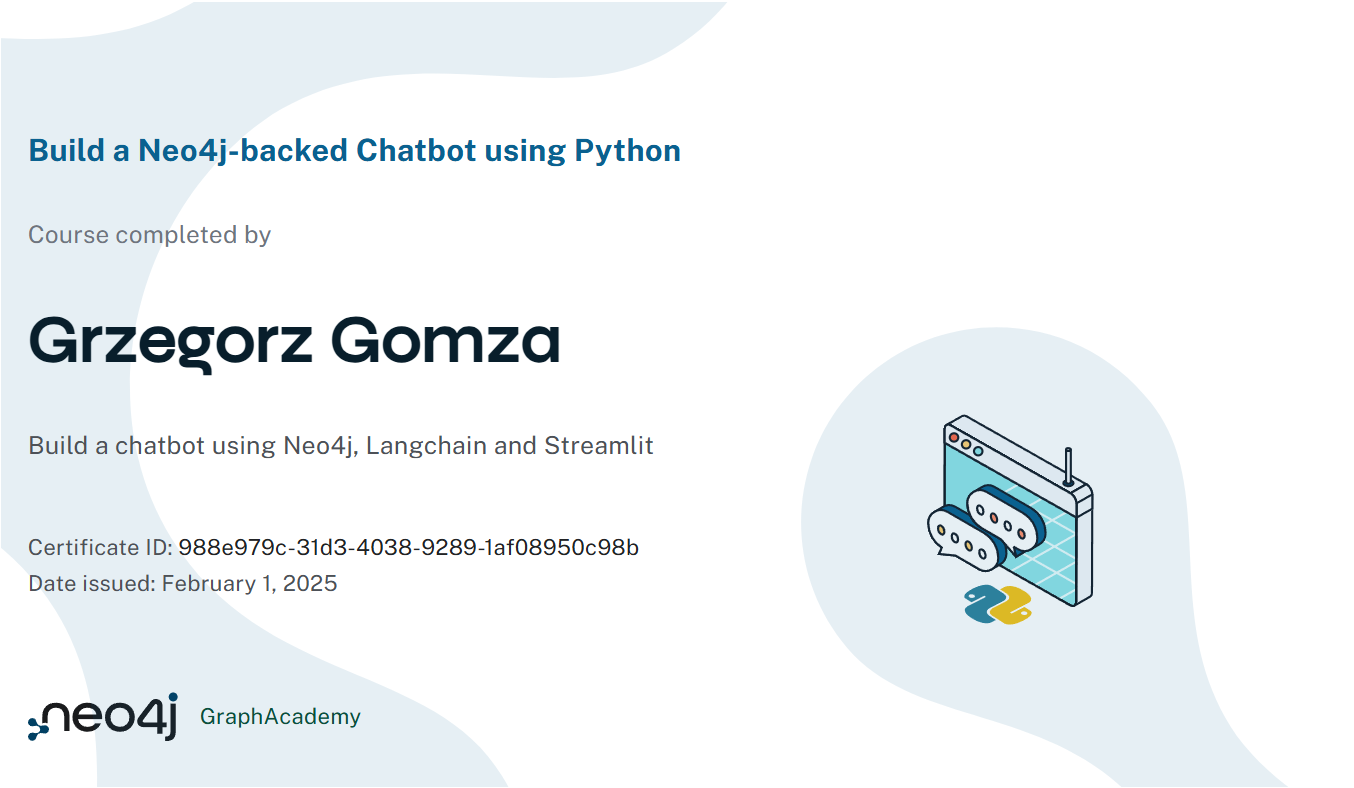 Build a Neo4j-backed Chatbot using Python
Course completed by
Grzegorz Gomza
Build a chatbot using Neo4j, Langchain and Streamlit
Certificate ID: 988e979c-31d3-4038-9289-1af08950c98b
Date issued: February 1, 2025
neo4j GraphAcademy